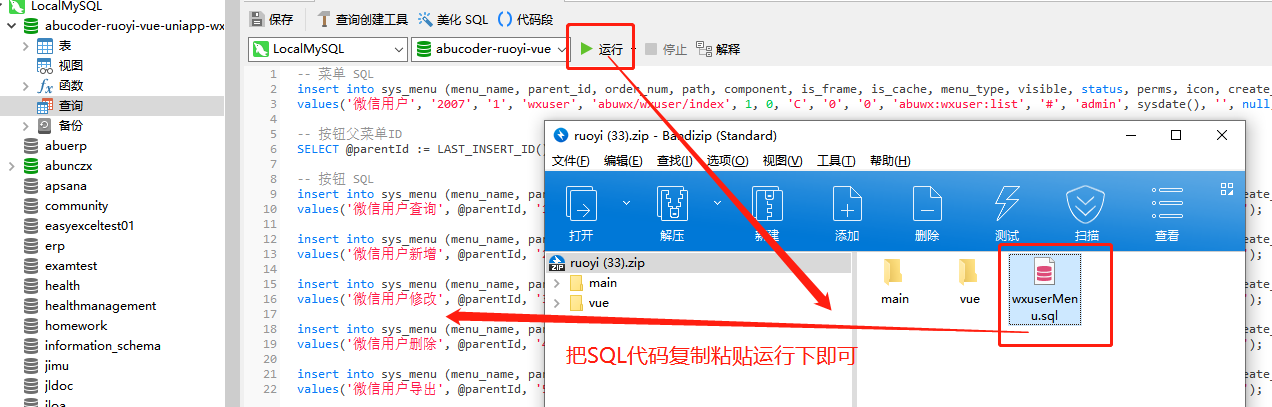 LocalMySQL
abucoder-ruoyi-vue-uniapp-wx
表
视图
函数
查询
备份
abuerp
abunczx
apsana
community
easyexceltest01
erp
examtest
health
healthmanagement
homework
information_schema
jimu
jldoc
jloa
保存 查询创建工具 美化 SQL 代码段
LocalMySQL abucoder-ruoyi-vue 运行 停止 解释
1 -- 菜单 SQL
2 insert into sys_menu (menu_name, parent_id, order_num, path, component, is_frame, is_cache, menu_type, visible, status, perms, icon, create_
3 values('微信用户', '2007', '1', 'wxuser', 'abuwx/wxuser/index', 1, 0, 'C', '0', '0', 'abuwx:wxuser:list', '#', 'admin', sysdate(), '', null,
4
5 -- 按钮父菜单ID
6 SELECT @parentId := LAST_INSERT_ID()
7
8 -- 按钮 SQL
9 insert into sys_menu (menu_name, par
10 values('微信用户查询', @parentId, '1
11
12 insert into sys_menu (menu_name, par
13 values('微信用户新增', @parentId, '2
14
15 insert into sys_menu (menu_name, par
16 values('微信用户修改', @parentId, '3
17
18 insert into sys_menu (menu_name, par
19 values('微信用户删除', @parentId, '4
20
21 insert into sys_menu (menu_name, par
22 values('微信用户导出', @parentId, '5
ruoyi (33).zip - Bandizip (Standard)
文件(F) 编辑(E) 查找(I) 选项(O) 视图(V) 工具(T) 帮助(H)
打开 解压 新建 添加 删除 测试 扫描 查看
ZIP ruoyi (33).zip
main
vue
main vue wxuserMen
u.sql
把SQL代码复制粘贴运行下即可